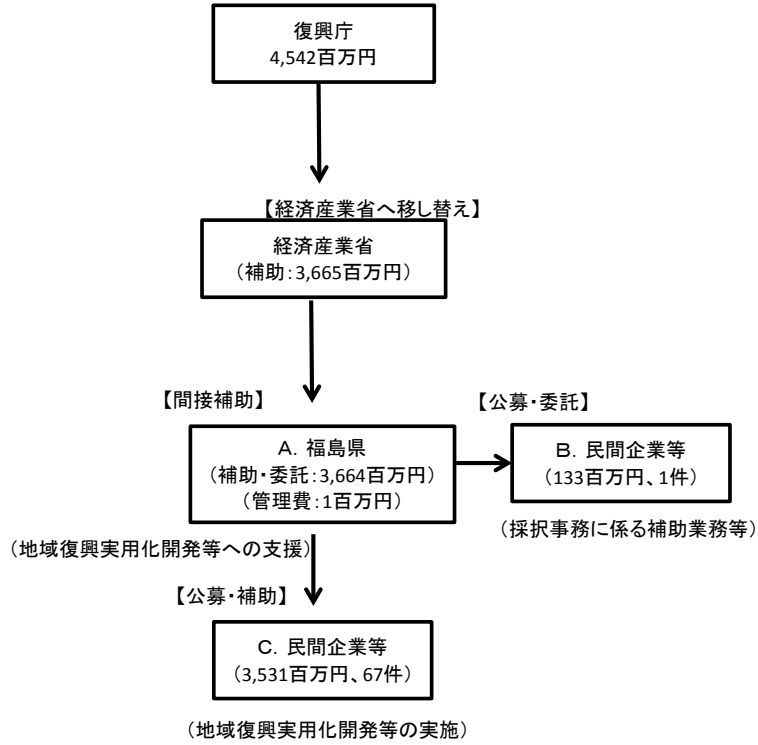 復興庁
4,542百万円
【経済産業省へ移し替え】
経済産業省
(補助:3,665百万円)
【間接補助】
【公募・委託】
A. 福島県
(補助・委託:3,664百万円)
(管理費:1百万円)
B. 民間企業等
(133百万円、1件)
(地域復興実用化開発等への支援)
(採択事務に係る補助業務等)
【公募・補助】
C. 民間企業等
(3,531百万円、67件)
(地域復興実用化開発等の実施)